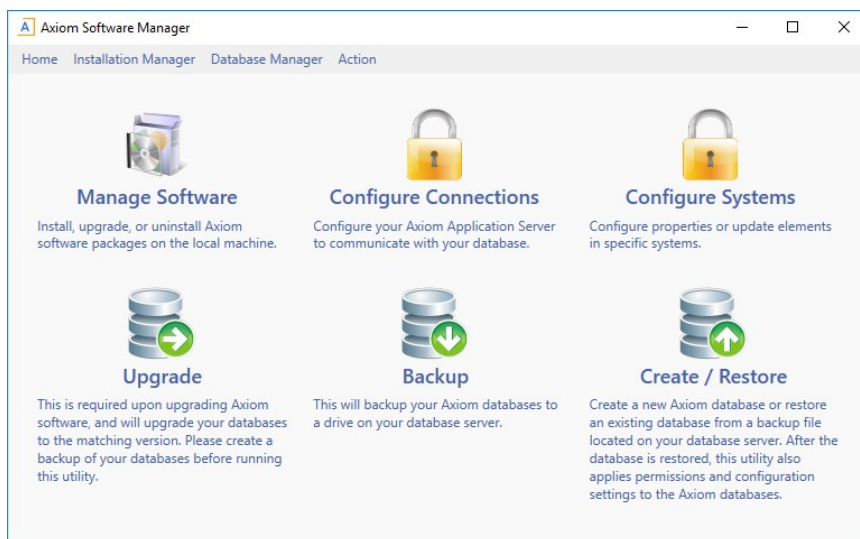 A Axiom Software Manager
Home Installation Manager Database Manager Action
Manage Software
Install, upgrade, or uninstall Axiom
software packages on the local machine.
Configure Connections
Configure your Axiom Application Server
to communicate with your database.
Configure Systems
Configure properties or update elements
in specific systems.
Upgrade
This is required upon upgrading Axiom
software, and will upgrade your databases
to the matching version. Please create a
backup of your databases before running
this utility.
Backup
This will backup your Axiom databases to
a drive on your database server.
Create / Restore
Create a new Axiom database or restore
an existing database from a backup file
located on your database server. After the
database is restored, this utility also
applies permissions and configuration
settings to the Axiom databases.